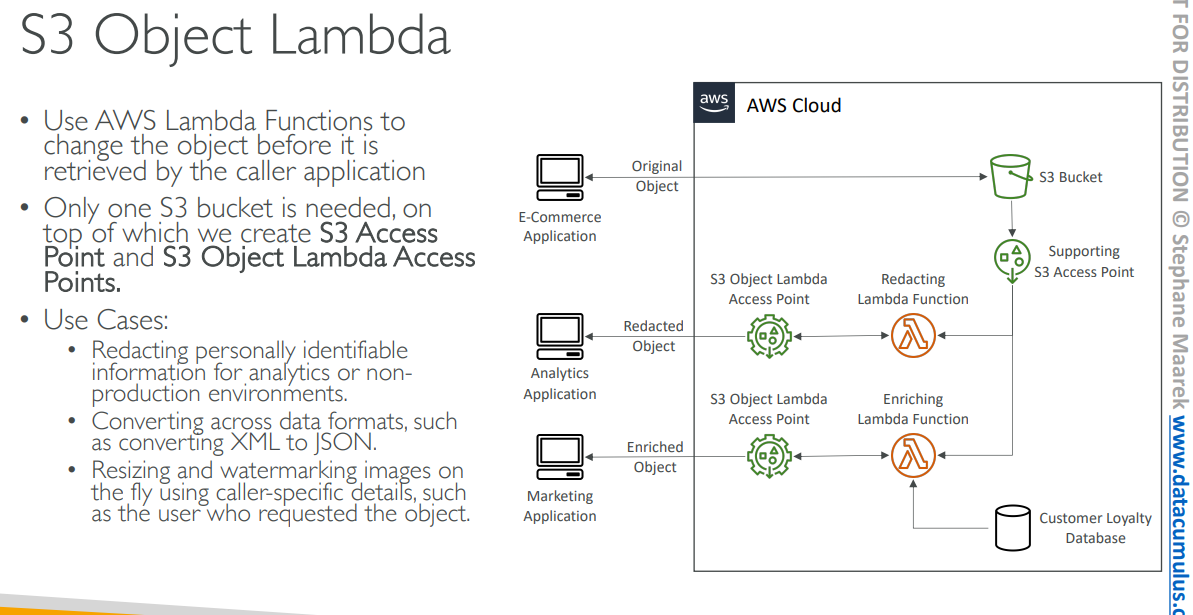 S3 Object Lambda
• Use AWS Lambda Functions to
change the object before it is
retrieved by the caller application
• Only one S3 bucket is needed, on
top of which we create S3 Access
Point and S3 Object Lambda Access
Points.
• Use Cases:
• Redacting personally identifiable
information for analytics or non-
production environments.
• Converting across data formats, such
as converting XML to JSON.
• Resizing and watermarking images on
the fly using caller-specific details, such
as the user who requested the object.
aws
AWS Cloud
Original
Object
E-Commerce
Application
S3 Bucket
Supporting
S3 Access Point
S3 Object Lambda
Access Point
Redacting
Lambda Function
Redacted
Object
Analytics
Application
S3 Object Lambda
Access Point
Enriching
Lambda Function
Enriched
Object
Marketing
Application
Customer Loyalty
Database
FOR DISTRIBUTION © Stephane Maarek www.datacumulus.c